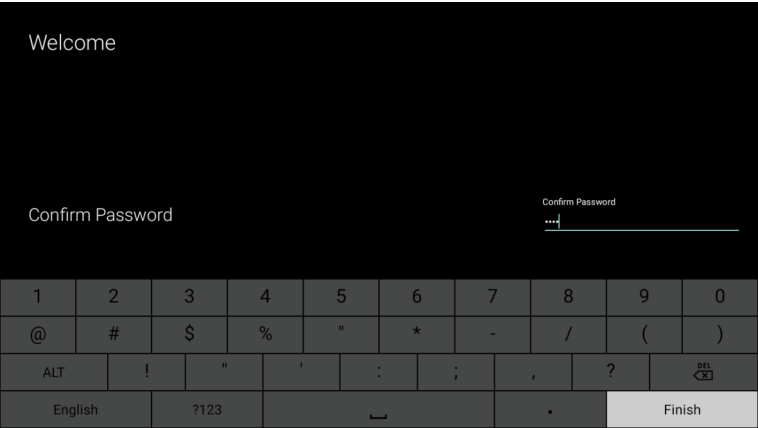 Welcome
Confirm Password
Confirm Password
••••
1 2 3 4 5 6 7 8 9 0
@ # $ % " * - / ( )
ALT ! " ' : ; , ? DEL
English ?123 . Finish